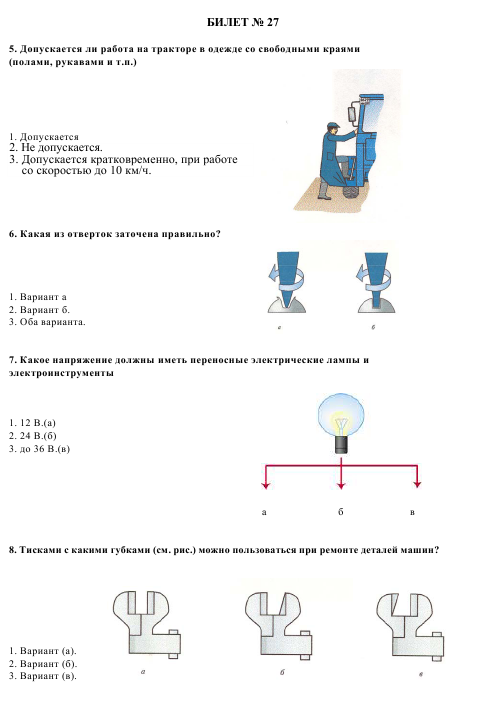 БИЛЕТ № 27
5. Допускается ли работа на тракторе в одежде со свободными краями
(полами, рукавами и т.п.)
1. Допускается
2. Не допускается.
3. Допускается кратковременно, при работе
со скоростью до 10 км/ч.
6. Какая из отверток заточена правильно?
1. Вариант а
2. Вариант б.
3. Оба варианта.
а б
7. Какое напряжение должны иметь переносные электрические лампы и
электроинструменты
1. 12 В.(а)
2. 24 В.(б)
3. до 36 В.(в)
а б в
8. Тисками с какими губками (см. рис.) можно пользоваться при ремонте деталей машин?
1. Вариант (а).
2. Вариант (б).
3. Вариант (в).
а б в